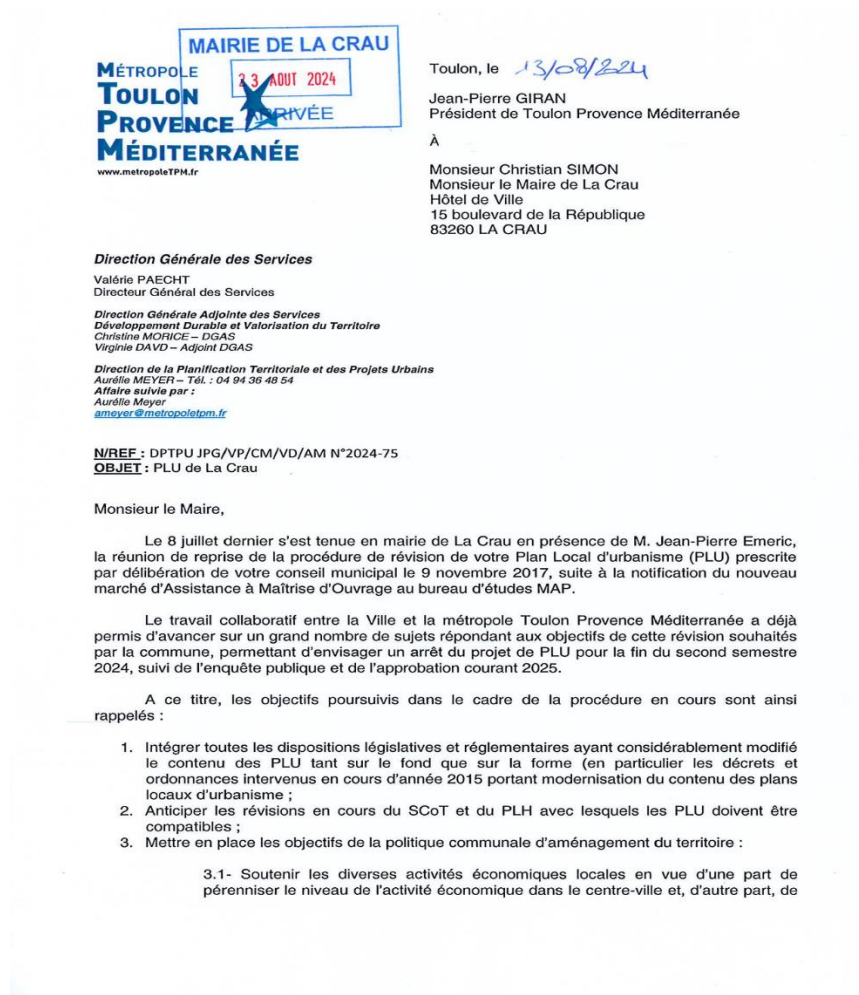 MAIRIE DE LA CRAU
23 AOUT 2024
ARRIVÉE
MÉTROPOLE
TOULON
PROVENCE
MÉDITERRANÉE
www.metropoleTPM.fr
Toulon, le 13/08/2024
Jean-Pierre GIRAN
Président de Toulon Provence Méditerranée
À
Monsieur Christian SIMON
Monsieur le Maire de La Crau
Hôtel de Ville
15 boulevard de la République
83260 LA CRAU
Direction Générale des Services
Valérie PAECHT
Directeur Général des Services
Direction Générale Adjointe des Services
Développement Durable et Valorisation du Territoire
Christine MORICE – DGAS
Virginie DAVD – Adjoint DGAS
Direction de la Planification Territoriale et des Projets Urbains
Aurélie MEYER – Tél. : 04 94 36 48 54
Affaire suivie par :
Aurélie Meyer
ameyer@metropoletpm.fr
N/REF : DPTPU JPG/VP/CM/VD/AM N°2024-75
OBJET : PLU de La Crau
Monsieur le Maire,
Le 8 juillet dernier s'est tenue en mairie de La Crau en présence de M. Jean-Pierre Emeric,
la réunion de reprise de la procédure de révision de votre Plan Local d'urbanisme (PLU) prescrite
par délibération de votre conseil municipal le 9 novembre 2017, suite à la notification du nouveau
marché d'Assistance à Maîtrise d'Ouvrage au bureau d'études MAP.
Le travail collaboratif entre la Ville et la métropole Toulon Provence Méditerranée a déjà
permis d'avancer sur un grand nombre de sujets répondant aux objectifs de cette révision souhaités
par la commune, permettant d'envisager un arrêt du projet de PLU pour la fin du second semestre
2024, suivi de l'enquête publique et de l'approbation courant 2025.
A ce titre, les objectifs poursuivis dans le cadre de la procédure en cours sont ainsi
rappelés :
1. Intégrer toutes les dispositions législatives et réglementaires ayant considérablement modifié
le contenu des PLU tant sur le fond que sur la forme (en particulier les décrets et
ordonnances intervenus en cours d'année 2015 portant modernisation du contenu des plans
locaux d'urbanisme ;
2. Anticiper les révisions en cours du SCoT et du PLH avec lesquels les PLU doivent être
compatibles ;
3. Mettre en place les objectifs de la politique communale d'aménagement du territoire :
3.1- Soutenir les diverses activités économiques locales en vue d'une part de
pérenniser le niveau de l'activité économique dans le centre-ville et, d'autre part, de